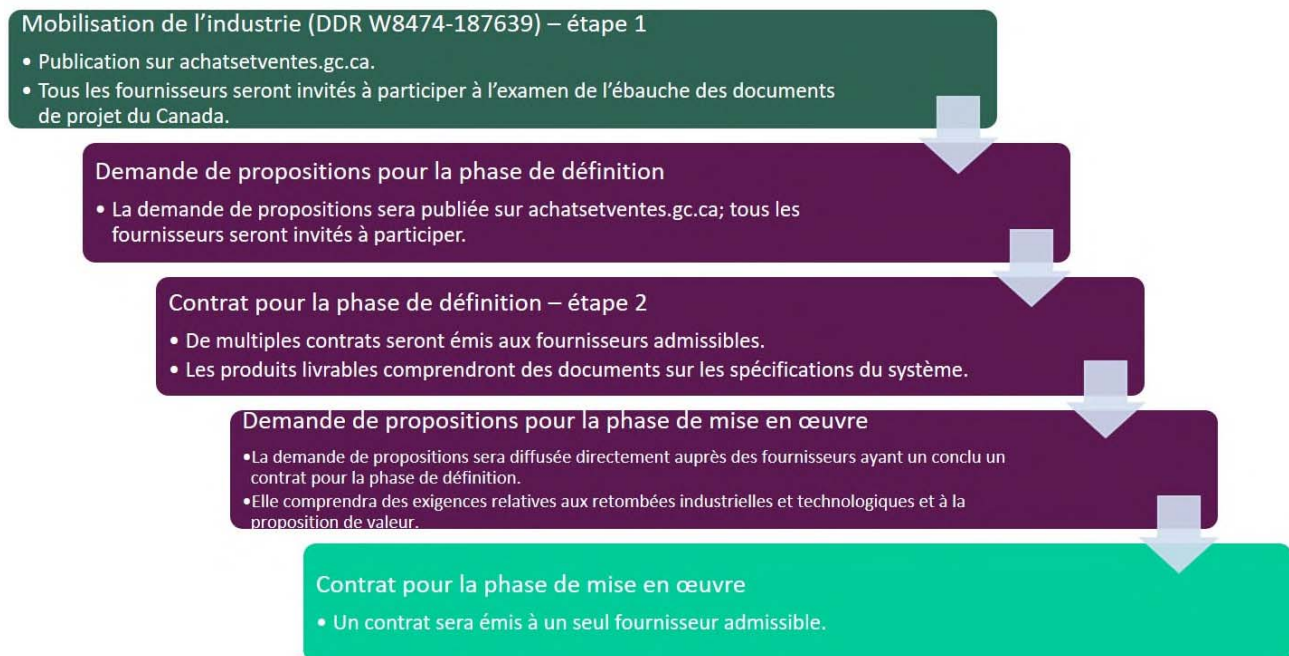 Mobilisation de l’industrie (DDR W8474-187639) – étape 1
• Publication sur achatsetventes.gc.ca.
• Tous les fournisseurs seront invités à participer à l’examen de l’ébauche des documents
de projet du Canada.
Demande de propositions pour la phase de définition
• La demande de propositions sera publiée sur achatsetventes.gc.ca; tous les
fournisseurs seront invités à participer.
Contrat pour la phase de définition – étape 2
• De multiples contrats seront émis aux fournisseurs admissibles.
• Les produits livrables comprendront des documents sur les spécifications du système.
Demande de propositions pour la phase de mise en œuvre
•La demande de propositions sera diffusée directement auprès des fournisseurs ayant un conclu un
contrat pour la phase de définition.
•Elle comprendra des exigences relatives aux retombées industrielles et technologiques et à la
proposition de valeur.
Contrat pour la phase de mise en œuvre
• Un contrat sera émis à un seul fournisseur admissible.